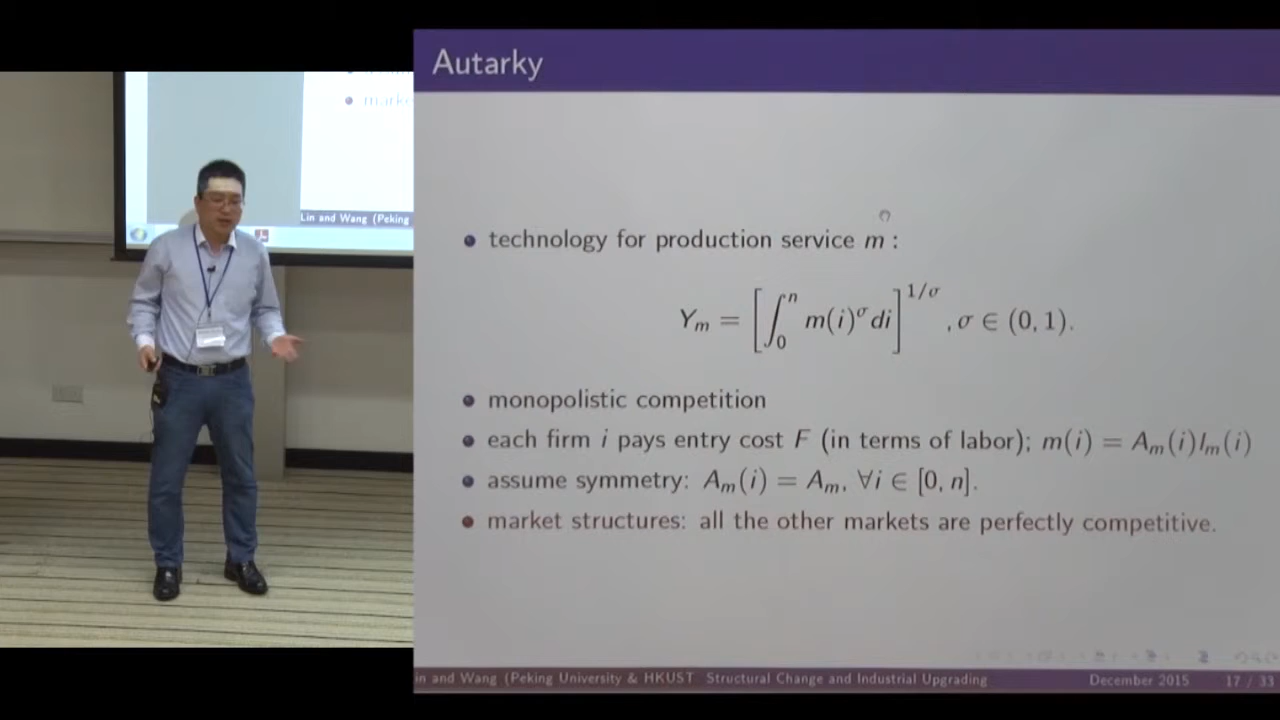 Autarky
technology for production service m :
Y_m = [∫_0^n m(i)^σ di]^{1/σ}, σ ∈ (0, 1).
monopolistic competition
each firm i pays entry cost F (in terms of labor); m(i) = A_m(i)l_m(i)
assume symmetry: A_m(i) = A_m, ∀i ∈ [0, n].
market structures: all the other markets are perfectly competitive.
in and Wang (Peking University & HKUST Structural Change and Industrial Upgrading December 2015 17 / 33
marke
Lin and Wang (Peking